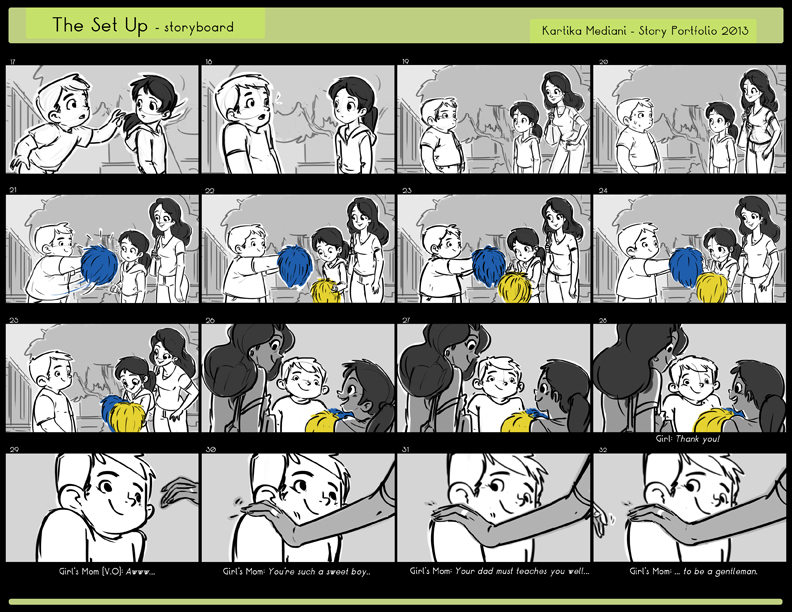 The Set Up - storyboard
Kartika Mediani - Story Portfolio 2013
17 18 19 20
21 22 23 24
25 26 27 28
Girl: Thank you!
29 30 31 32
Girl's Mom (V.O): Awww...
Girl's Mom: You're such a sweet boy..
Girl's Mom: Your dad must teaches you well...
Girl's Mom: ... to be a gentleman.